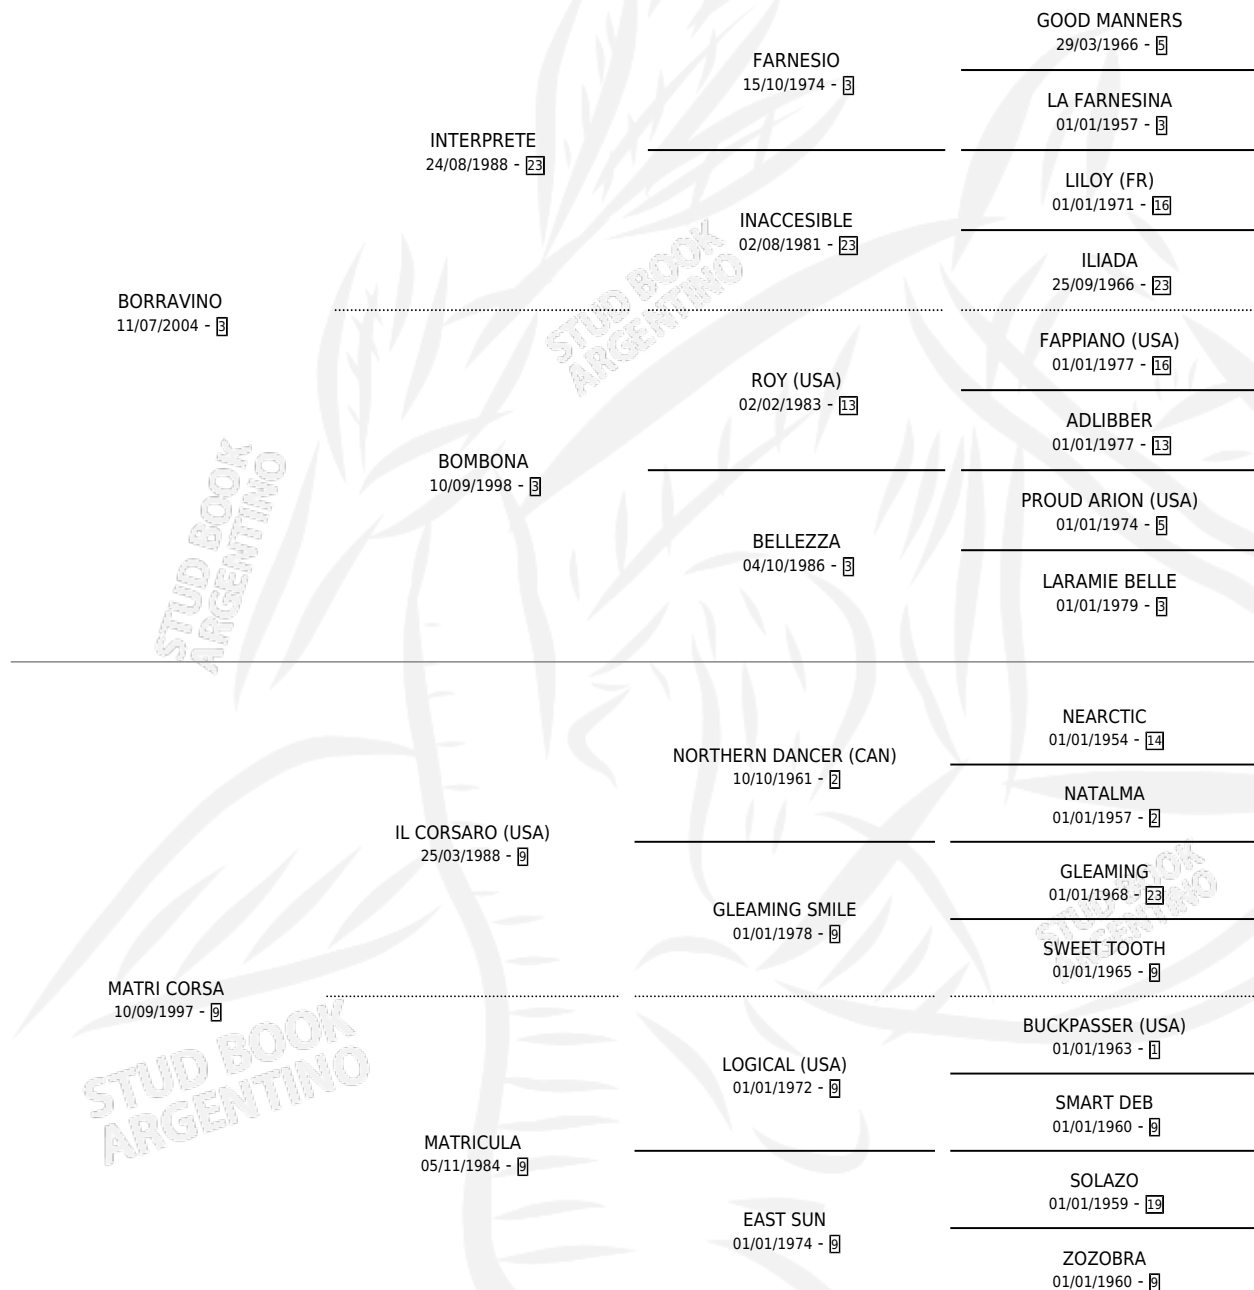 GOOD MANNERS
29/03/1966 - 5
FARNESIO
15/10/1974 - 3
LA FARNESINA
01/01/1957 - 3
INTERPRETE
24/08/1988 - 23
LILOY (FR)
01/01/1971 - 16
INACCESIBLE
02/08/1981 - 23
ILIADA
25/09/1966 - 23
BORRAVINO
11/07/2004 - 3
FAPPIANO (USA)
01/01/1977 - 16
ROY (USA)
02/02/1983 - 13
ADLIBBER
01/01/1977 - 13
BOMBONA
10/09/1998 - 3
PROUD ARION (USA)
01/01/1974 - 5
BELLEZZA
04/10/1986 - 3
LARAMIE BELLE
01/01/1979 - 3
STUD BOOK
ARGENTINO
STUD BOOK
ARGENTINO
NEARCTIC
01/01/1954 - 14
NORTHERN DANCER (CAN)
10/10/1961 - 2
NATALMA
01/01/1957 - 2
IL CORSARO (USA)
25/03/1988 - 9
GLEAMING
01/01/1968 - 23
GLEAMING SMILE
01/01/1978 - 9
SWEET TOOTH
01/01/1965 - 9
MATRI CORSA
10/09/1997 - 9
BUCKPASSER (USA)
01/01/1963 - 1
LOGICAL (USA)
01/01/1972 - 9
SMART DEB
01/01/1960 - 9
MATRICULA
05/11/1984 - 9
SOLAZO
01/01/1959 - 19
EAST SUN
01/01/1974 - 9
ZOZOBRA
01/01/1960 - 9
STUD BOOK
ARGENTINO
STUD BOOK
ARGENTINO